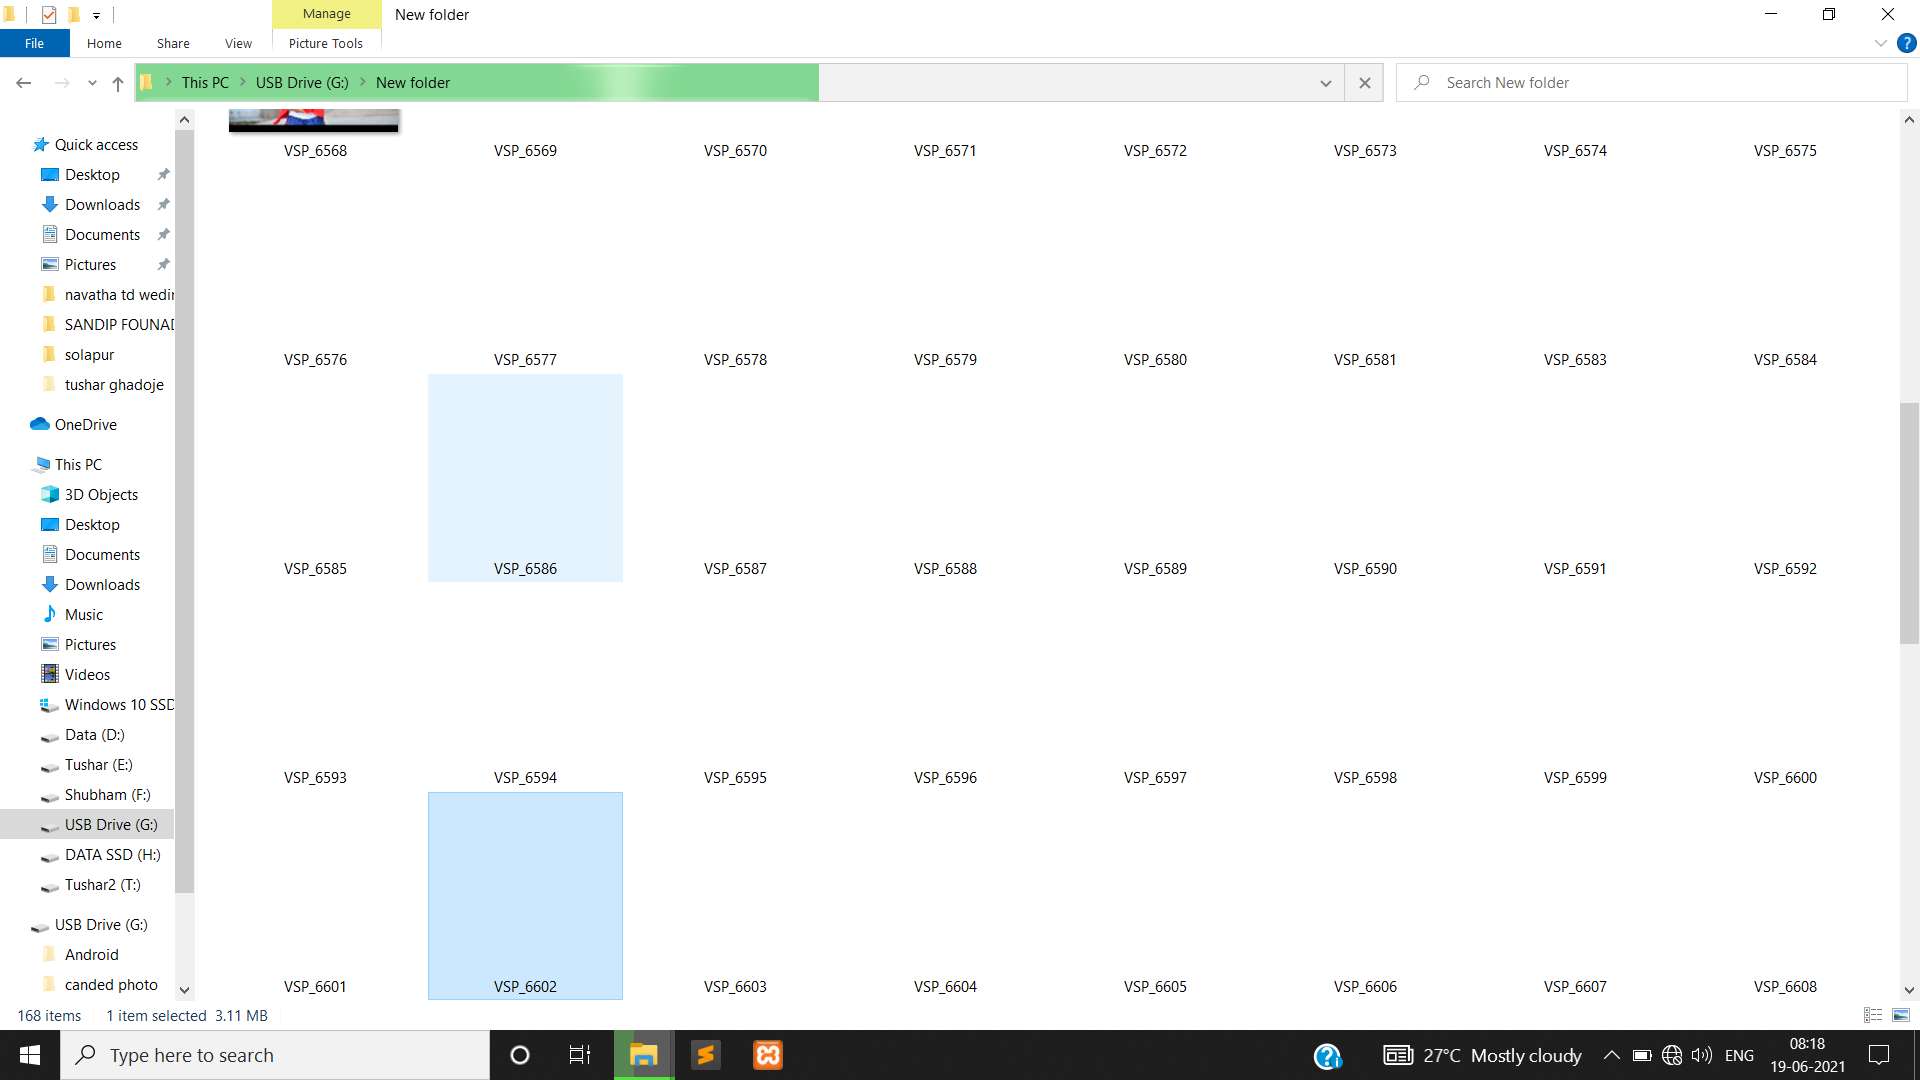 Manage
New folder
File
Home
Share
View
Picture Tools
This PC
USB Drive (G:)
New folder
Search New folder
Quick access
Desktop
Downloads
Documents
Pictures
navatha td wedin
SANDIP FOUNAD
solapur
tushar ghadoje
OneDrive
This PC
3D Objects
Desktop
Documents
Downloads
Music
Pictures
Videos
Windows 10 SSD
Data (D:)
Tushar (E:)
Shubham (F:)
USB Drive (G:)
DATA SSD (H:)
Tushar2 (T:)
USB Drive (G:)
Android
canded photo
VSP_6568 VSP_6569 VSP_6570 VSP_6571 VSP_6572 VSP_6573 VSP_6574 VSP_6575
VSP_6576 VSP_6577 VSP_6578 VSP_6579 VSP_6580 VSP_6581 VSP_6583 VSP_6584
VSP_6585 VSP_6586 VSP_6587 VSP_6588 VSP_6589 VSP_6590 VSP_6591 VSP_6592
VSP_6593 VSP_6594 VSP_6595 VSP_6596 VSP_6597 VSP_6598 VSP_6599 VSP_6600
VSP_6601 VSP_6602 VSP_6603 VSP_6604 VSP_6605 VSP_6606 VSP_6607 VSP_6608
168 items 1 item selected 3.11 MB
Type here to search
27°C Mostly cloudy
ENG
08:18
19-06-2021